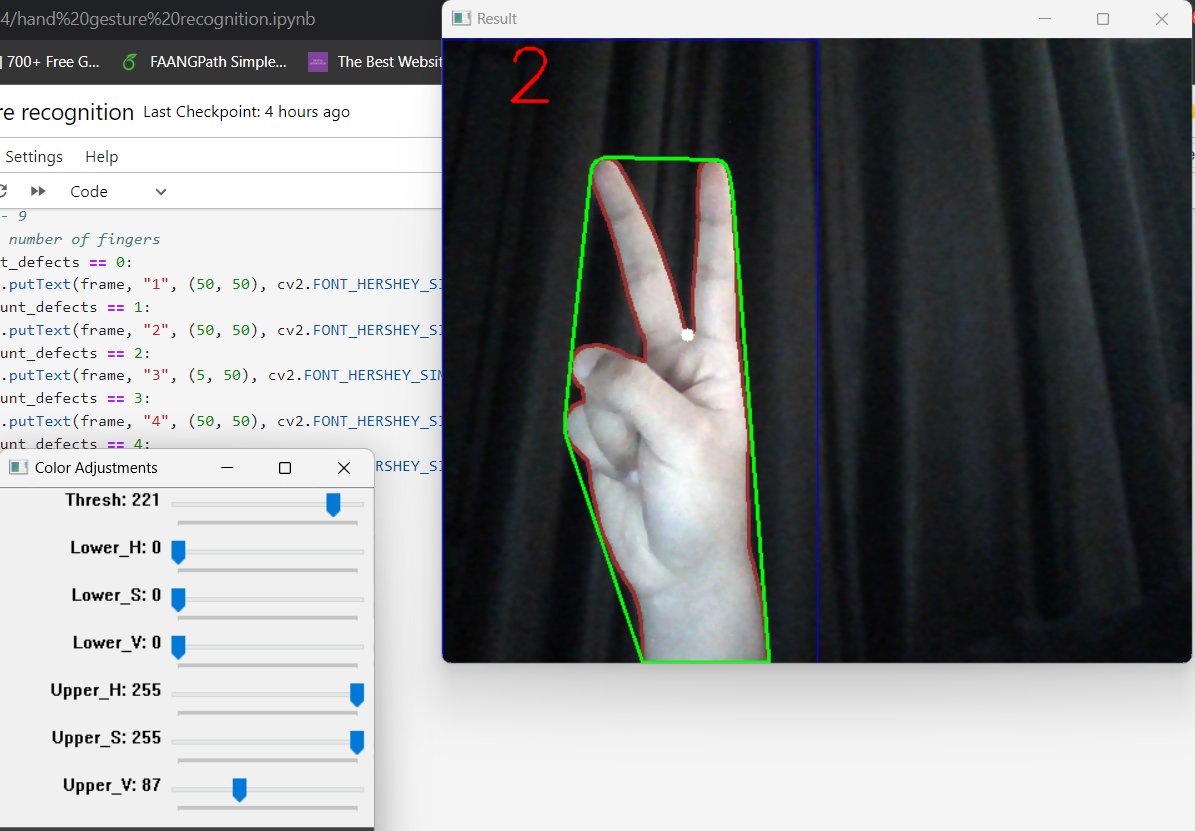 4/hand%20gesture%20recognition.ipynb
700+ Free G... FAANGPath Simple... The Best Websit
re recognition Last Checkpoint: 4 hours ago
Settings Help
Code
- 9
number of fingers
t_defects == 0:
.putText(frame, "1", (50, 50), cv2.FONT_HERSHEY_SI
unt_defects == 1:
.putText(frame, "2", (50, 50), cv2.FONT_HERSHEY_SI
unt_defects == 2:
.putText(frame, "3", (5, 50), cv2.FONT_HERSHEY_SIM
unt_defects == 3:
.putText(frame, "4", (50, 50), cv2.FONT_HERSHEY_SI
unt_defects == 4:
RSHEY_SI
Color Adjustments
Thresh: 221
Lower_H: 0
Lower_S: 0
Lower_V: 0
Upper_H: 255
Upper_S: 255
Upper_V: 87
Result
2